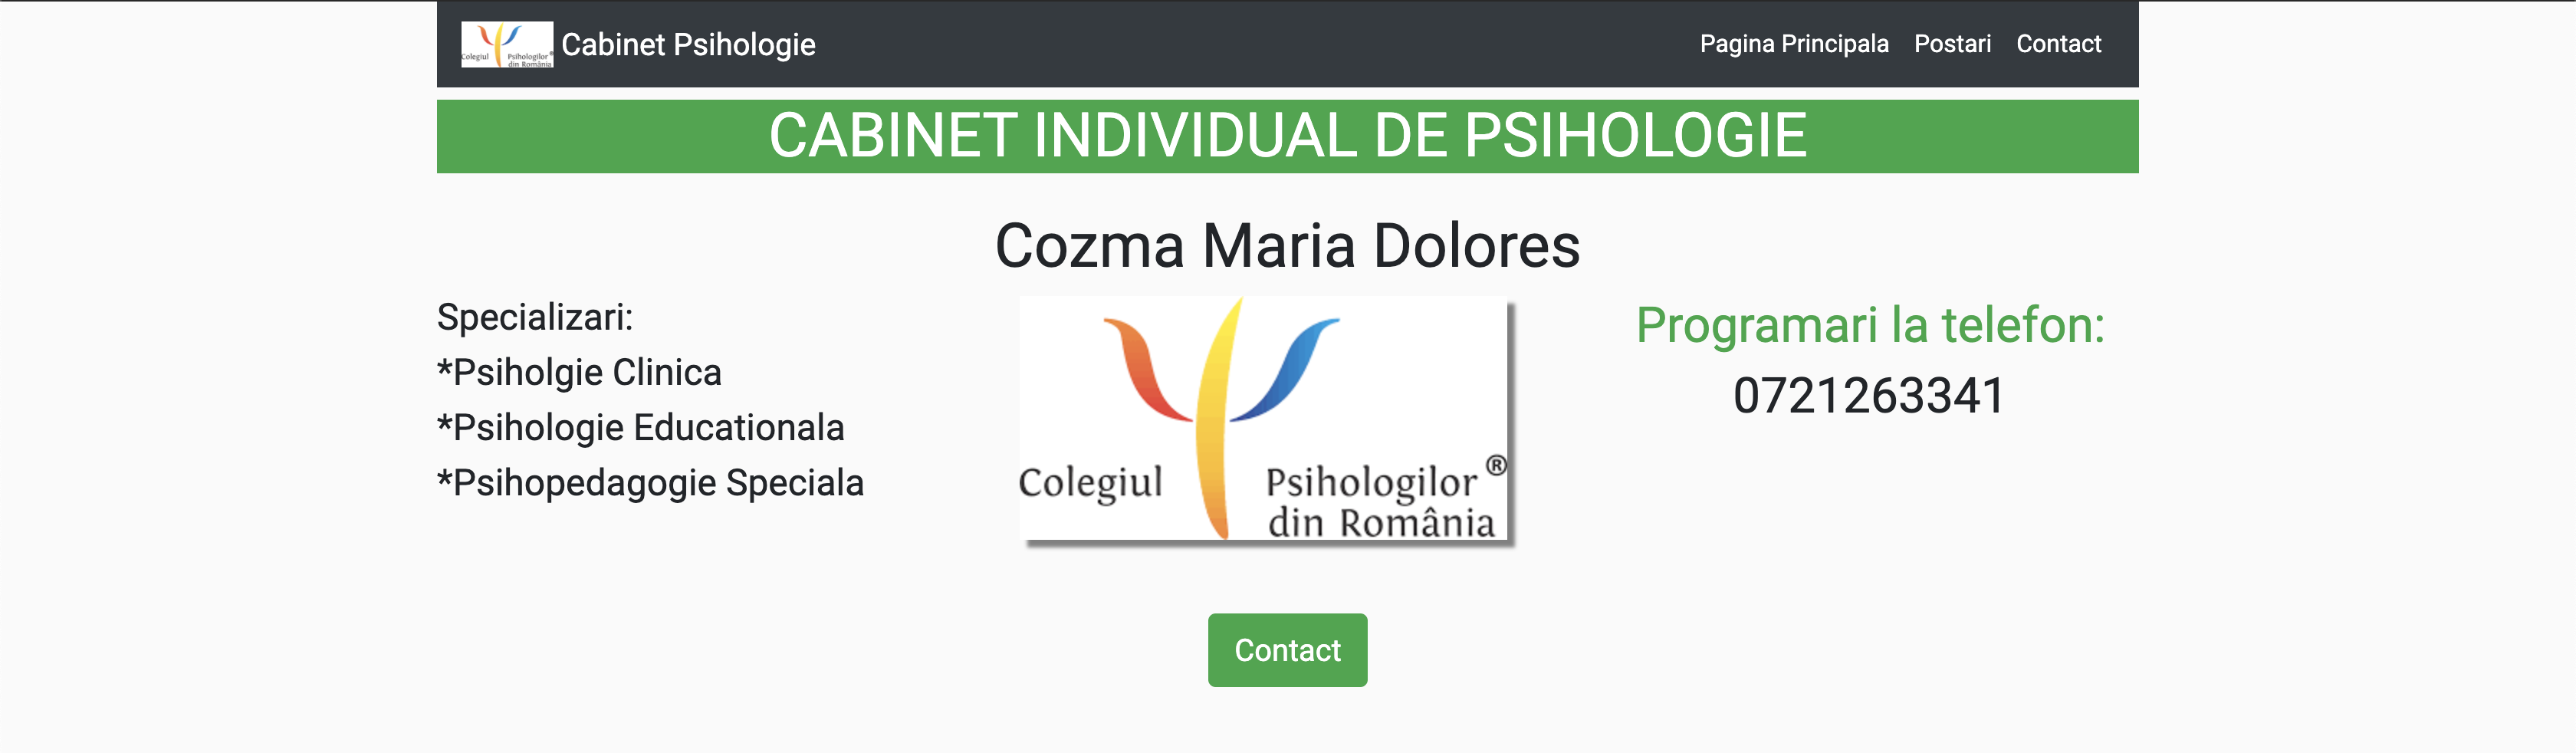 Colegiul Psihologilor®
din România
Cabinet Psihologie
Pagina Principala Postari Contact
CABINET INDIVIDUAL DE PSIHOLOGIE
Cozma Maria Dolores
Specializari:
*Psiholgie Clinica
*Psihologie Educationala
*Psihopedagogie Speciala
Colegiul Psihologilor®
din România
Programari la telefon:
0721263341
Contact